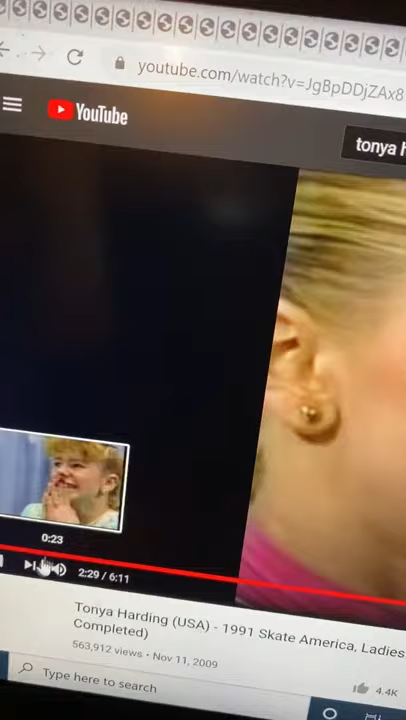 youtube.com/watch?v=JgBpDDjZAx8
YouTube
tonya h
0:23
2:29 / 6:11
Tonya Harding (USA) - 1991 Skate America, Ladies
Completed)
563,912 views • Nov 11, 2009
4.4K
Type here to search